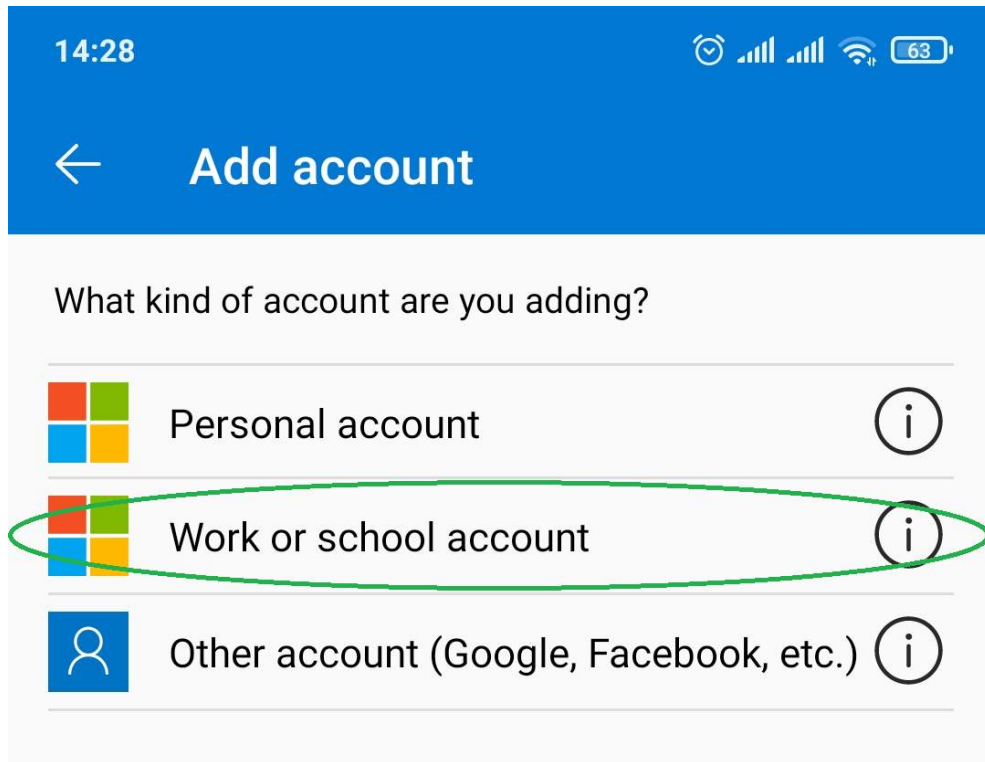 14:28
63
Add account
What kind of account are you adding?
Personal account
Work or school account
Other account (Google, Facebook, etc.)